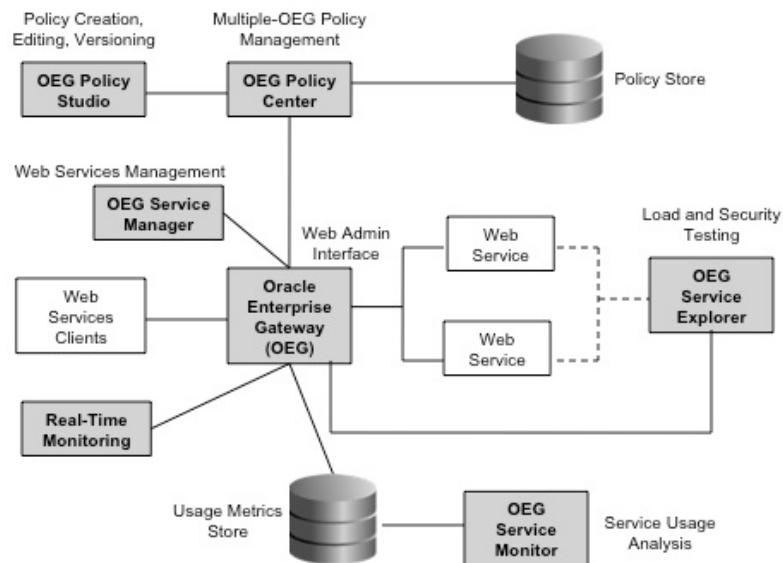 Policy Creation,
Editing, Versioning
Multiple-OEG Policy
Management
OEG Policy
Studio
OEG Policy
Center
Policy Store
Web Services Management
OEG Service
Manager
Web Admin
Interface
Web
Service
Load and Security
Testing
Web
Services
Clients
Oracle
Enterprise
Gateway
(OEG)
Web
Service
OEG
Service
Explorer
Real-Time
Monitoring
Usage Metrics
Store
OEG
Service
Monitor
Service Usage
Analysis